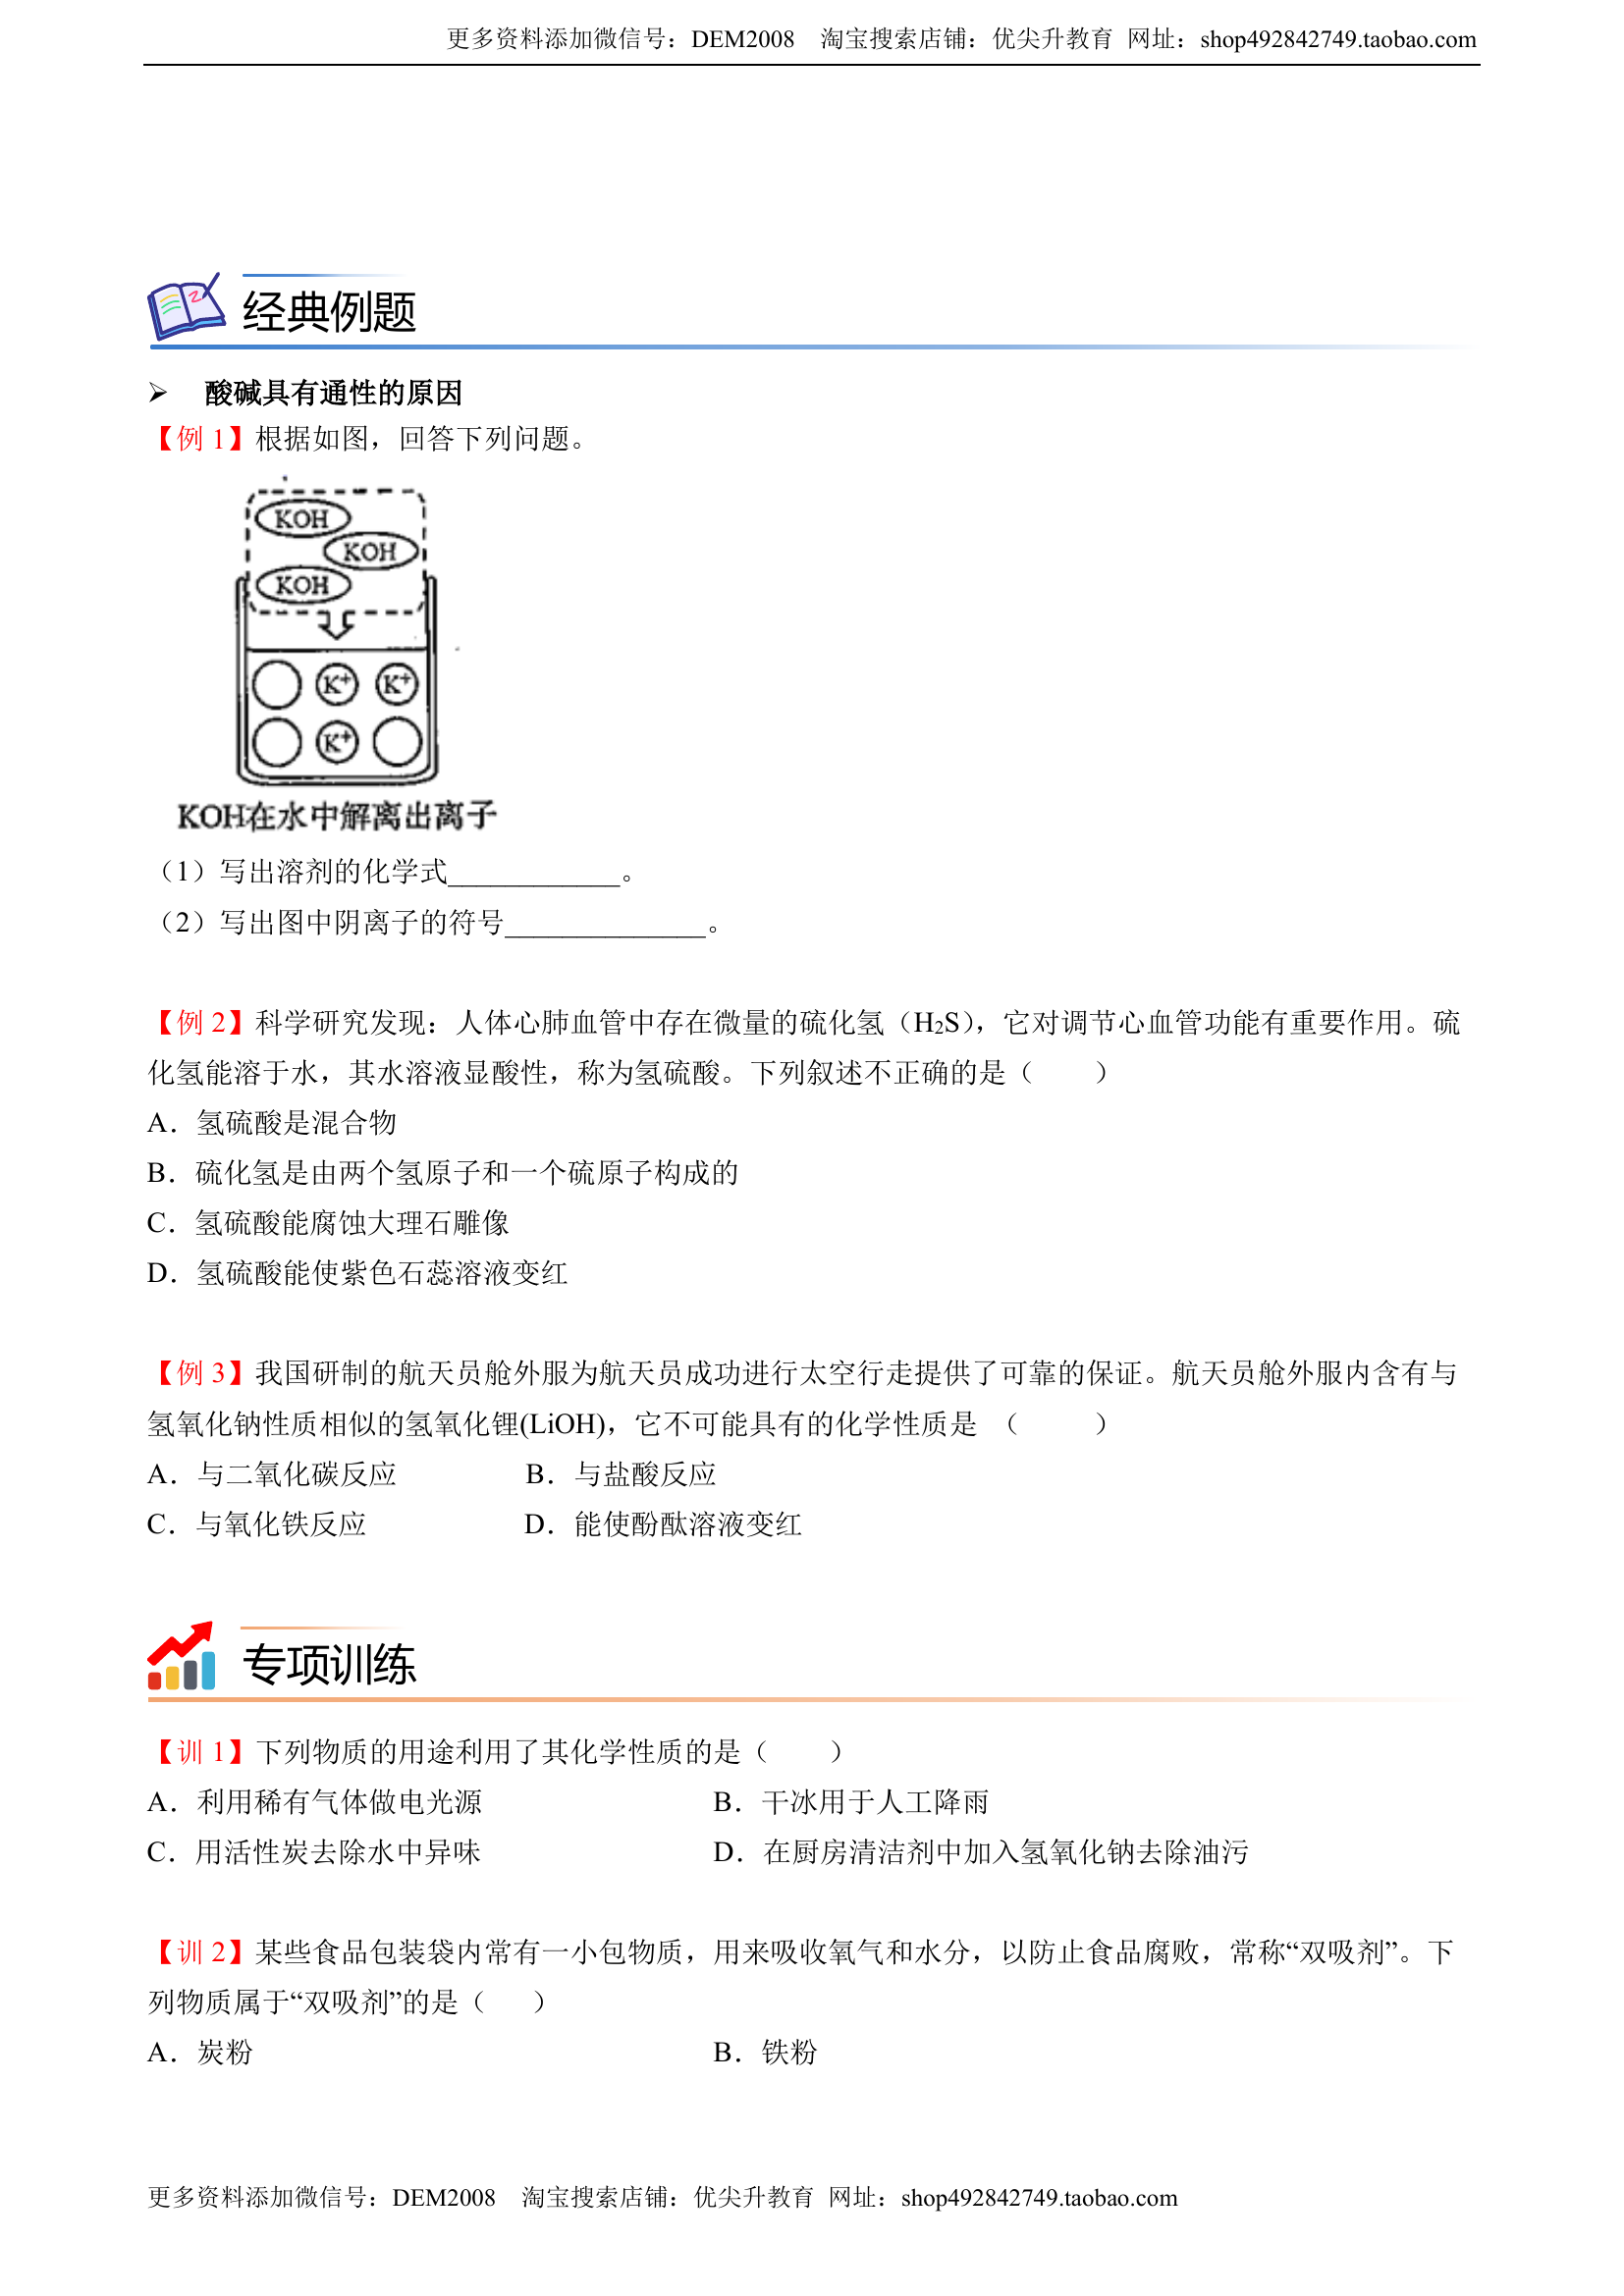 更多资料添加微信号：DEM2008 淘宝搜索店铺：优尖升教育 网址：shop492842749.taobao.com
经典例题
➢ 酸碱具有通性的原因
【例 1】根据如图，回答下列问题。
KOH
KOH
KOH
K⁺ K⁺
K⁺
KOH在水中解离出离子
（1）写出溶剂的化学式____________。
（2）写出图中阴离子的符号______________。
【例 2】科学研究发现：人体心肺血管中存在微量的硫化氢（H₂S），它对调节心血管功能有重要作用。硫
化氢能溶于水，其水溶液显酸性，称为氢硫酸。下列叙述不正确的是（ ）
A．氢硫酸是混合物
B．硫化氢是由两个氢原子和一个硫原子构成的
C．氢硫酸能腐蚀大理石雕像
D．氢硫酸能使紫色石蕊溶液变红
【例 3】我国研制的航天员舱外服为航天员成功进行太空行走提供了可靠的保证。航天员舱外服内含有与
氢氧化钠性质相似的氢氧化锂(LiOH)，它不可能具有的化学性质是 （ ）
A．与二氧化碳反应 B．与盐酸反应
C．与氧化铁反应 D．能使酚酞溶液变红
专项训练
【训 1】下列物质的用途利用了其化学性质的是（ ）
A．利用稀有气体做电光源 B．干冰用于人工降雨
C．用活性炭去除水中异味 D．在厨房清洁剂中加入氢氧化钠去除油污
【训 2】某些食品包装袋内常有一小包物质，用来吸收氧气和水分，以防止食品腐败，常称“双吸剂”。下
列物质属于“双吸剂”的是（ ）
A．炭粉 B．铁粉
更多资料添加微信号：DEM2008 淘宝搜索店铺：优尖升教育 网址：shop492842749.taobao.com